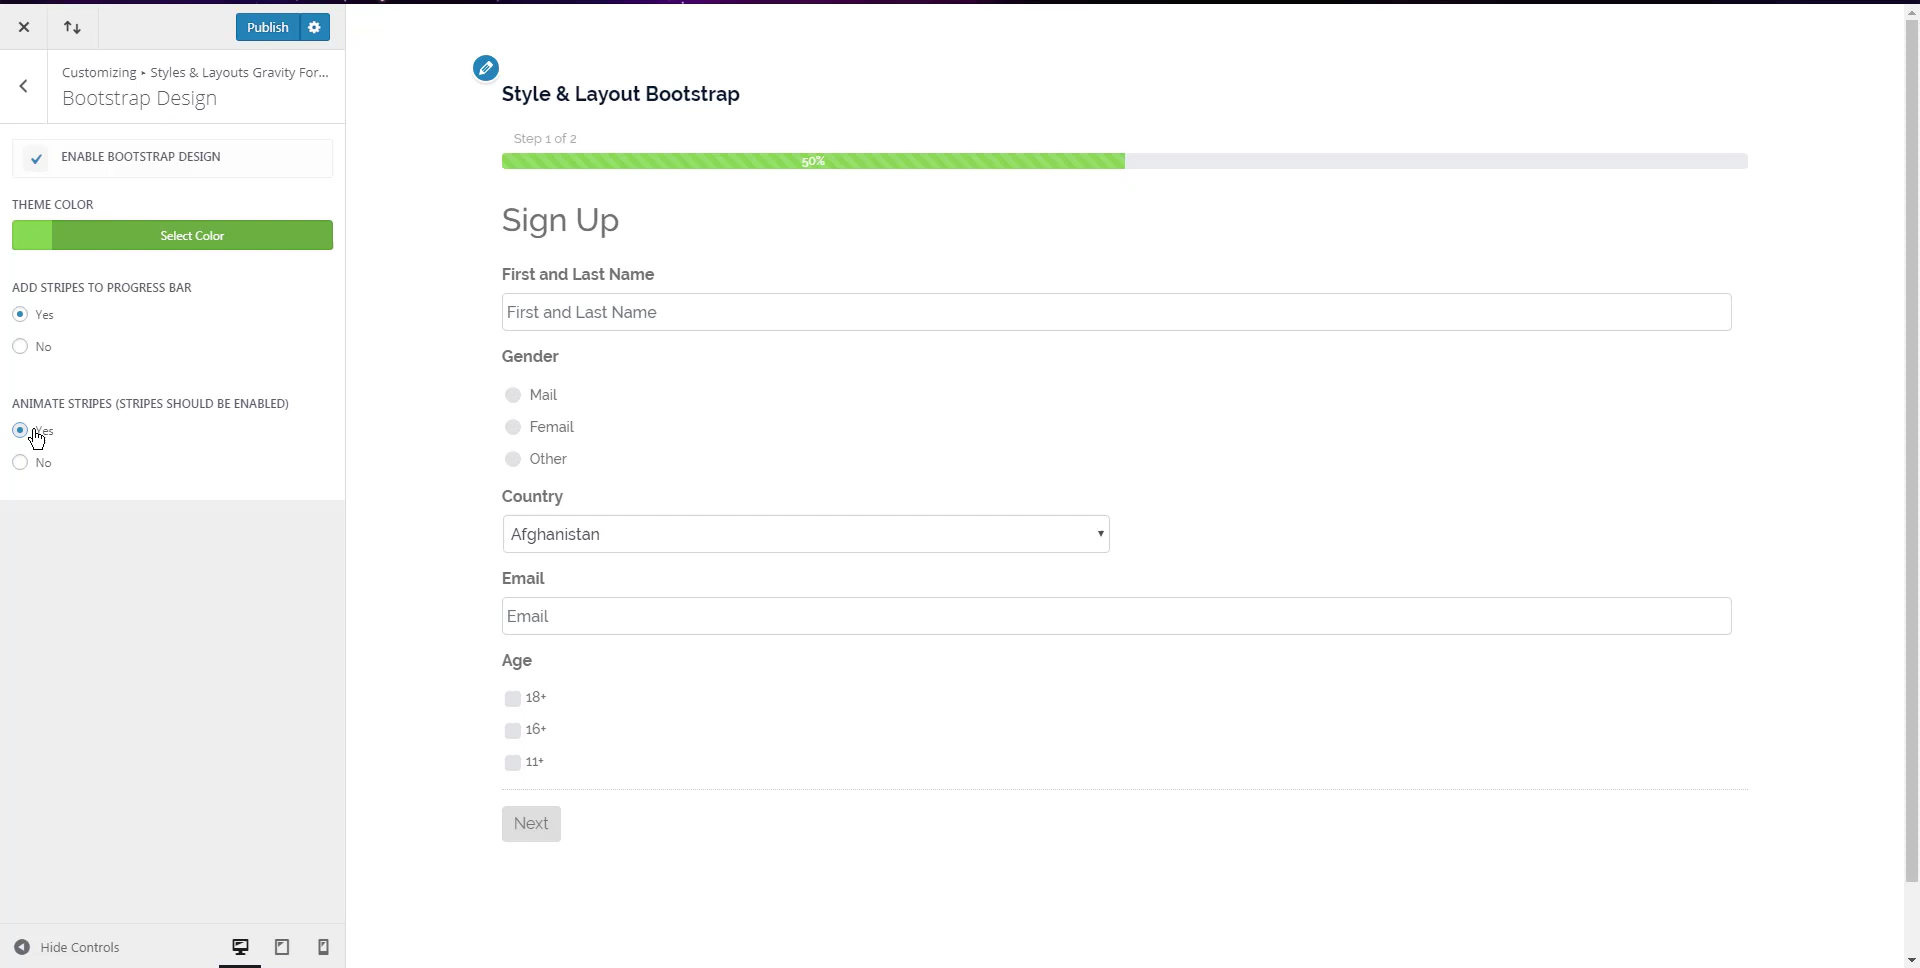 Publish
Customizing ▸ Styles & Layouts Gravity For...
Bootstrap Design
ENABLE BOOTSTRAP DESIGN
THEME COLOR
Select Color
ADD STRIPES TO PROGRESS BAR
Yes
No
ANIMATE STRIPES (STRIPES SHOULD BE ENABLED)
Yes
No
Hide Controls
Style & Layout Bootstrap
Step 1 of 2
50%
Sign Up
First and Last Name
First and Last Name
Gender
Mail
Femail
Other
Country
Afghanistan
Email
Email
Age
18+
16+
11+
Next